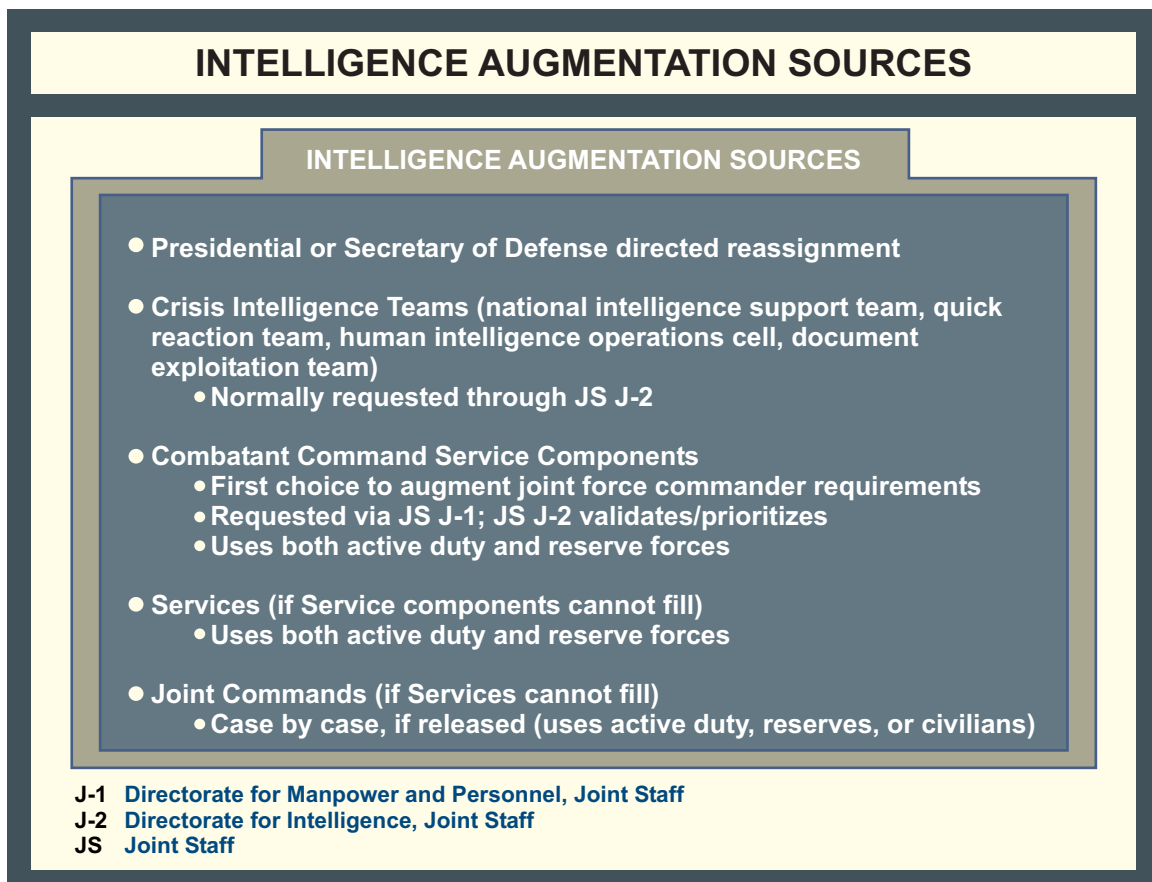 INTELLIGENCE AUGMENTATION SOURCES
INTELLIGENCE AUGMENTATION SOURCES
● Presidential or Secretary of Defense directed reassignment
● Crisis Intelligence Teams (national intelligence support team, quick
reaction team, human intelligence operations cell, document
exploitation team)
● Normally requested through JS J-2
● Combatant Command Service Components
● First choice to augment joint force commander requirements
● Requested via JS J-1; JS J-2 validates/prioritizes
● Uses both active duty and reserve forces
● Services (if Service components cannot fill)
● Uses both active duty and reserve forces
● Joint Commands (if Services cannot fill)
● Case by case, if released (uses active duty, reserves, or civilians)
J-1 Directorate for Manpower and Personnel, Joint Staff
J-2 Directorate for Intelligence, Joint Staff
JS Joint Staff